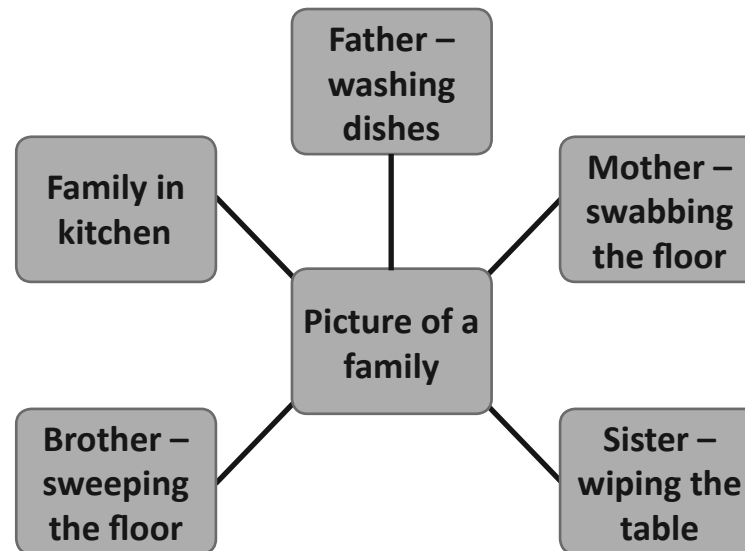 Father –
washing
dishes
Family in
kitchen
Mother –
swabbing
the floor
Picture of a
family
Brother –
sweeping
the floor
Sister –
wiping the
table